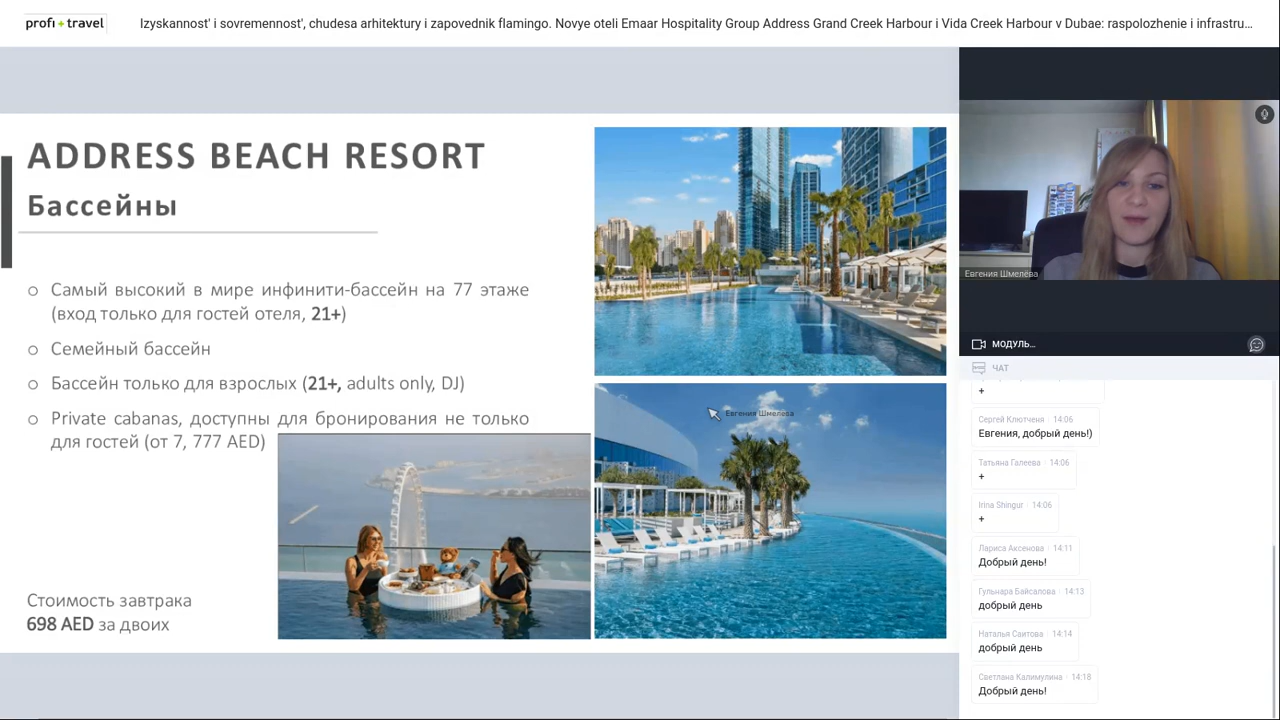 profi+travel
Izyskannost' i sovremennost', chudesa arhitektury i zapovednik flamingo. Novye oteli Emaar Hospitality Group Address Grand Creek Harbour i Vida Creek Harbour v Dubae: raspolozhenie i infrastru...
ADDRESS BEACH RESORT
Бассейны
o Самый высокий в мире инфинити-бассейн на 77 этаже
(вход только для гостей отеля, 21+)
o Семейный бассейн
o Бассейн только для взрослых (21+, adults only, DJ)
o Private cabanas, доступны для бронирования не только
для гостей (от 7, 777 AED)
Стоимость завтрака
698 AED за двоих
Евгения Шмелёва
Евгения Шмелёва
МОДУЛЬ...
ЧАТ
+
Сергей Клютченя · 14:06
Евгения, добрый день!)
Татьяна Галеева · 14:06
+
Irina Shingur · 14:06
+
Лариса Аксенова · 14:11
Добрый день!
Гульнара Байсалова · 14:13
добрый день
Наталья Саитова · 14:14
добрый день
Светлана Калимулина · 14:18
Добрый день!